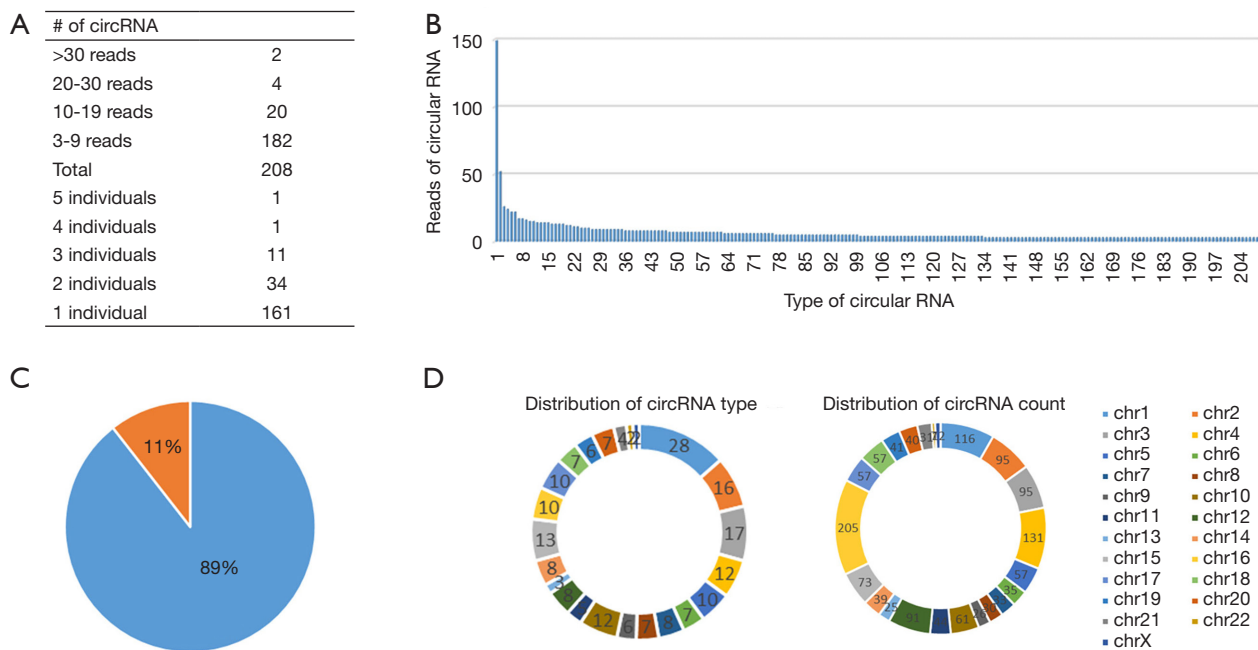 A
# of circRNA
>30 reads 2
20-30 reads 4
10-19 reads 20
3-9 reads 182
Total 208
5 individuals 1
4 individuals 1
3 individuals 11
2 individuals 34
1 individual 161
B
Reads of circular RNA
150
100
50
0
1 8 15 22 29 36 43 50 57 64 71 78 85 92 99 106 113 120 127 134 141 148 155 162 169 176 183 190 197 204
Type of circular RNA
C
11%
89%
D
Distribution of circRNA type
28
16
17
12
10
7
8
7
6
12
8
3
8
13
10
10
7
6
7
4
2
2
Distribution of circRNA count
116
95
95
131
57
35
61
91
25
39
73
205
57
57
41
40
31
chr1 chr2
chr3 chr4
chr5 chr6
chr7 chr8
chr9 chr10
chr11 chr12
chr13 chr14
chr15 chr16
chr17 chr18
chr19 chr20
chr21 chr22
chrX